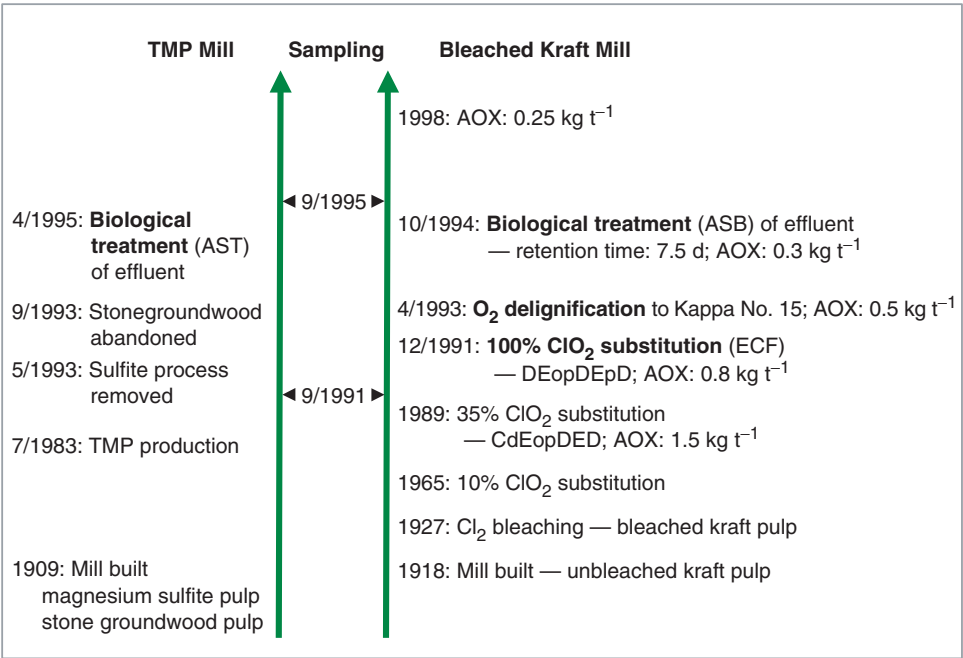 TMP Mill
Sampling
Bleached Kraft Mill
1998: AOX: 0.25 kg t⁻¹
◄ 9/1995 ►
4/1995: Biological
treatment (AST)
of effluent
10/1994: Biological treatment (ASB) of effluent
— retention time: 7.5 d; AOX: 0.3 kg t⁻¹
9/1993: Stonegroundwood
abandoned
4/1993: O₂ delignification to Kappa No. 15; AOX: 0.5 kg t⁻¹
12/1991: 100% ClO₂ substitution (ECF)
— DEopDEpD; AOX: 0.8 kg t⁻¹
5/1993: Sulfite process
removed
◄ 9/1991 ►
1989: 35% ClO₂ substitution
— CdEopDED; AOX: 1.5 kg t⁻¹
7/1983: TMP production
1965: 10% ClO₂ substitution
1927: Cl₂ bleaching — bleached kraft pulp
1909: Mill built
magnesium sulfite pulp
stone groundwood pulp
1918: Mill built — unbleached kraft pulp